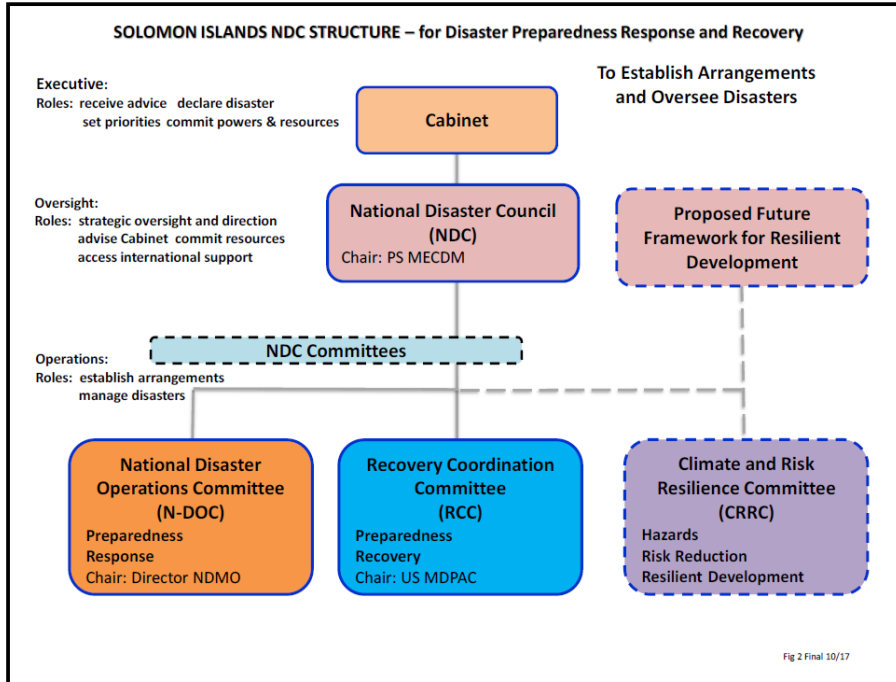 SOLOMON ISLANDS NDC STRUCTURE – for Disaster Preparedness Response and Recovery
To Establish Arrangements
and Oversee Disasters
Executive:
Roles: receive advice declare disaster
set priorities commit powers & resources
Cabinet
Oversight:
Roles: strategic oversight and direction
advise Cabinet commit resources
access international support
National Disaster Council
(NDC)
Chair: PS MECDM
Proposed Future
Framework for Resilient
Development
NDC Committees
Operations:
Roles: establish arrangements
manage disasters
National Disaster
Operations Committee
(N-DOC)
Preparedness
Response
Chair: Director NDMO
Recovery Coordination
Committee
(RCC)
Preparedness
Recovery
Chair: US MDPAC
Climate and Risk
Resilience Committee
(CRRC)
Hazards
Risk Reduction
Resilient Development
Fig 2 Final 10/17